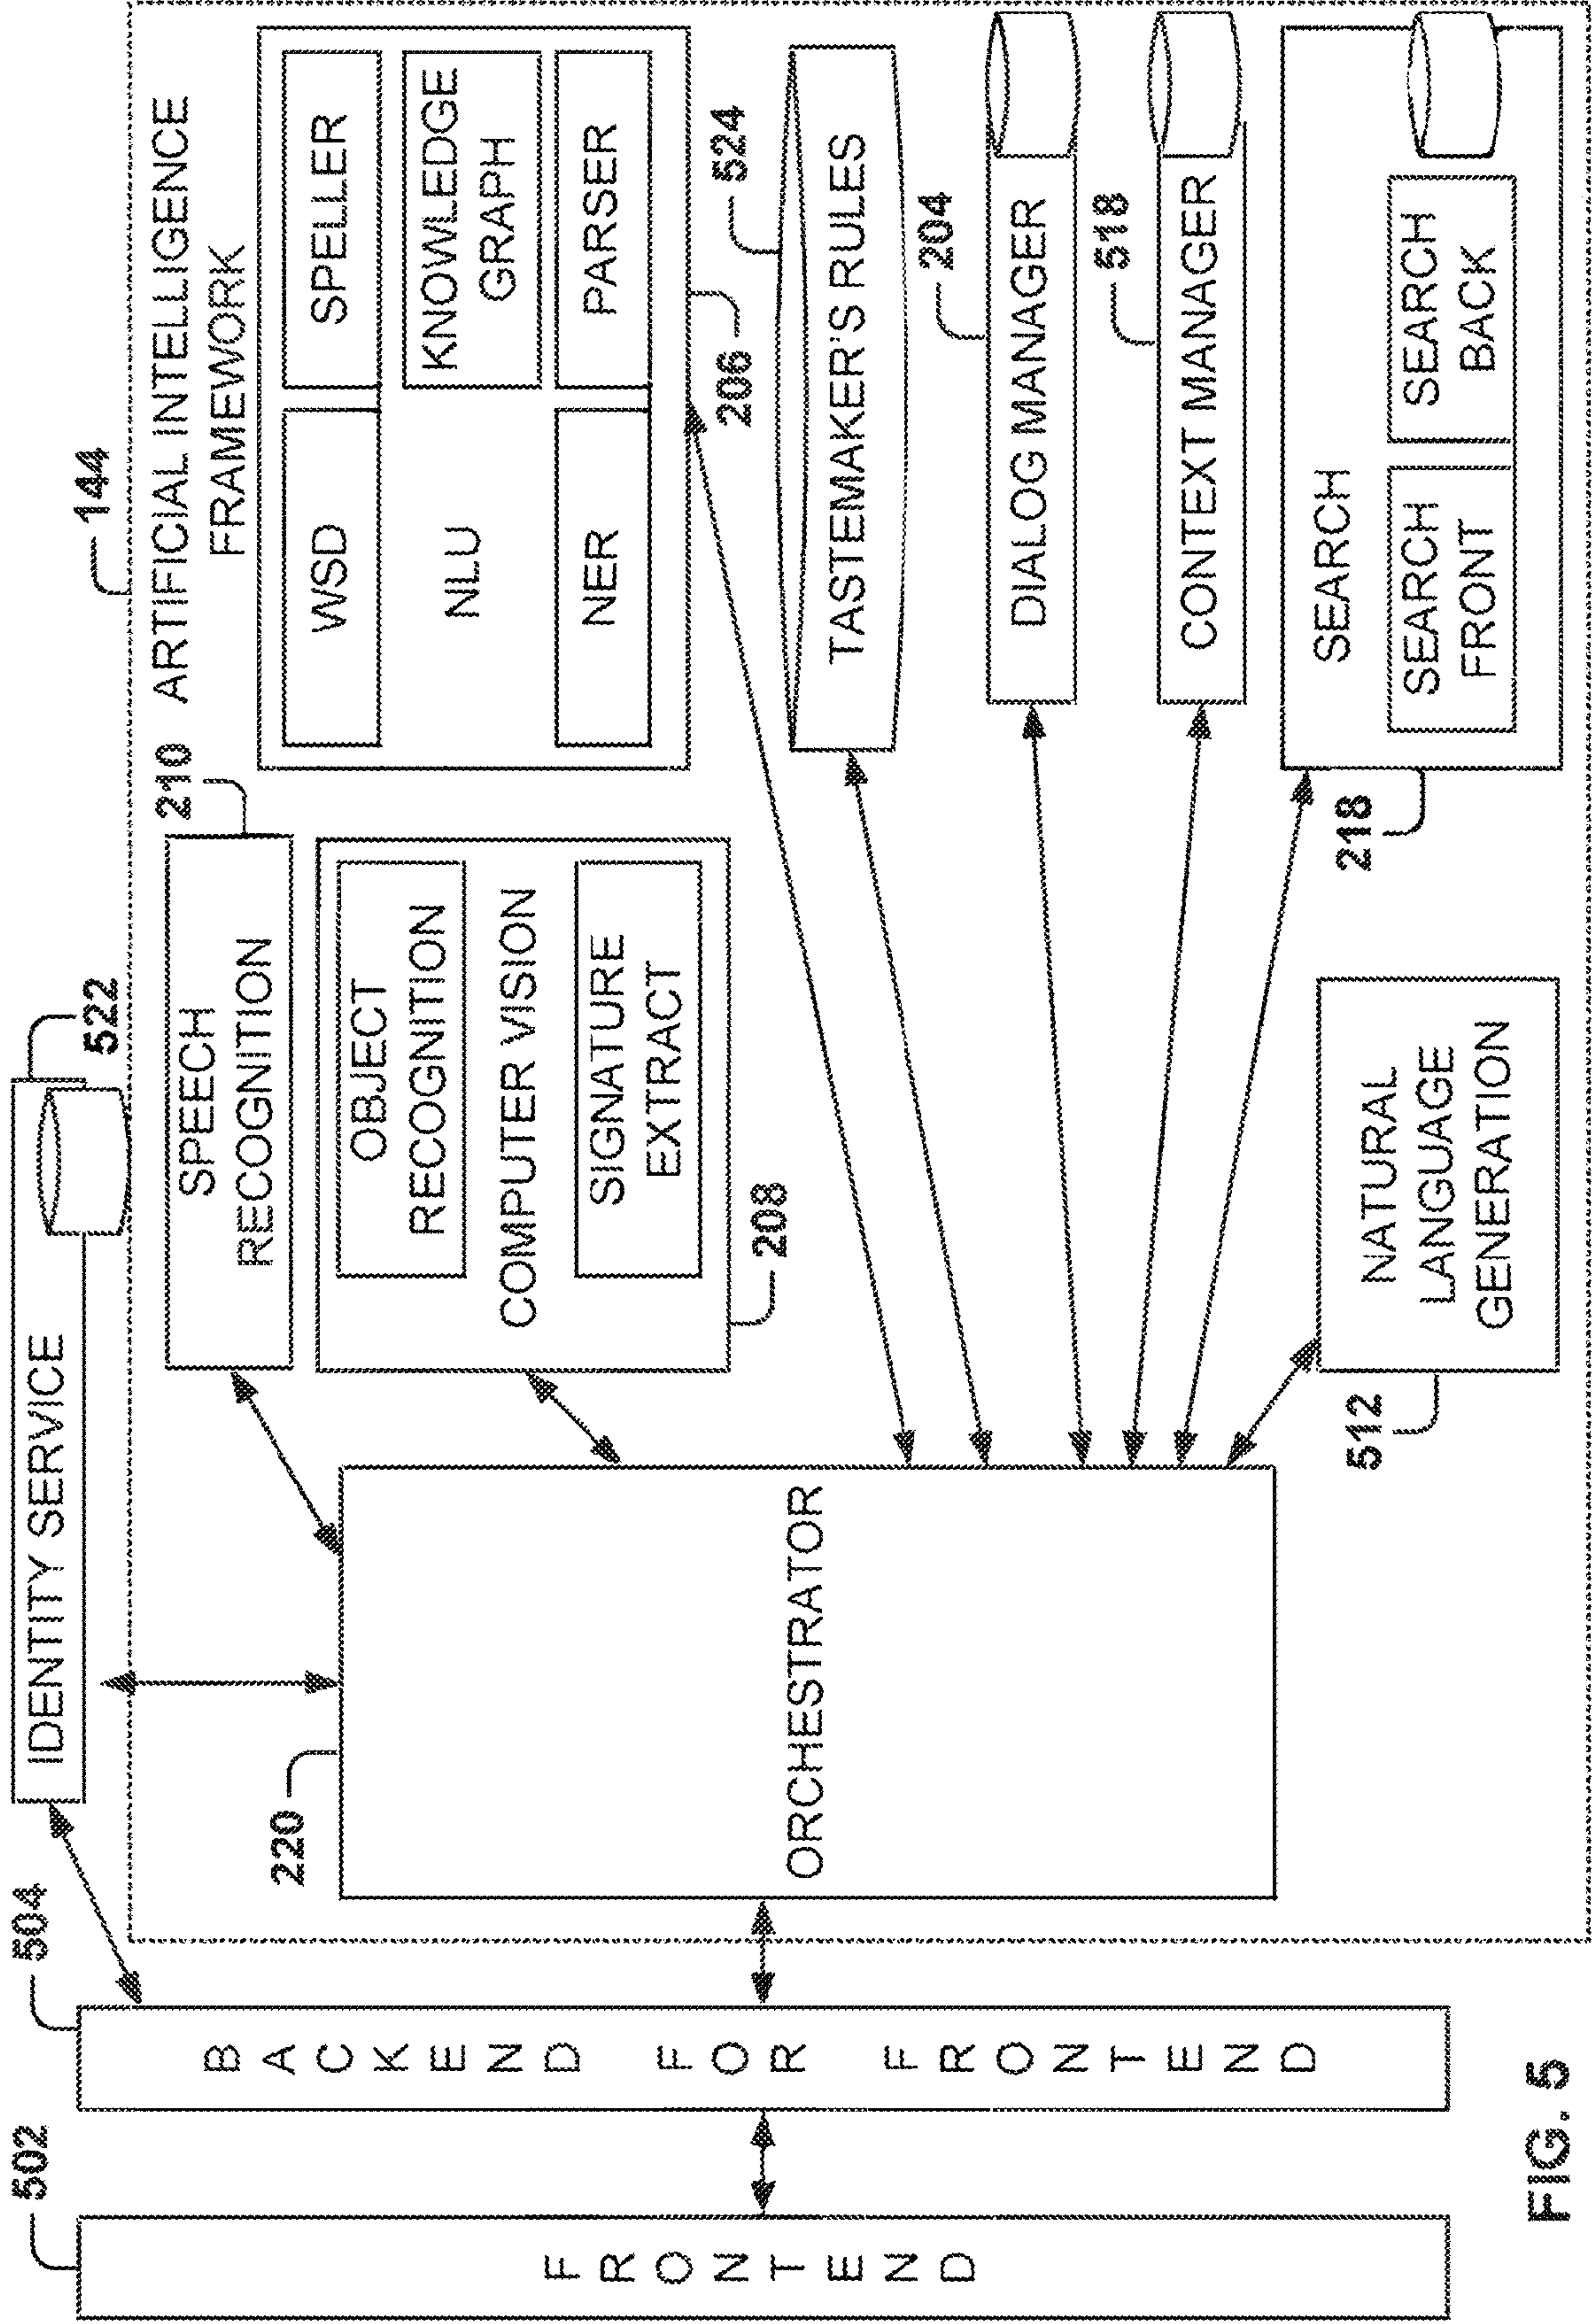 502
FRONTEND
504
BACKEND FOR FRONTEND
IDENTITY SERVICE
522
144
ARTIFICIAL INTELLIGENCE
FRAMEWORK
220
ORCHESTRATOR
210
SPEECH
RECOGNITION
OBJECT
RECOGNITION
COMPUTER VISION
SIGNATURE
EXTRACT
208
WSD
SPELLER
NLU
KNOWLEDGE
GRAPH
NER
PARSER
206
524
TASTEMAKER'S RULES
204
DIALOG MANAGER
518
CONTEXT MANAGER
218
SEARCH
SEARCH
FRONT
SEARCH
BACK
512
NATURAL
LANGUAGE
GENERATION
FIG. 5